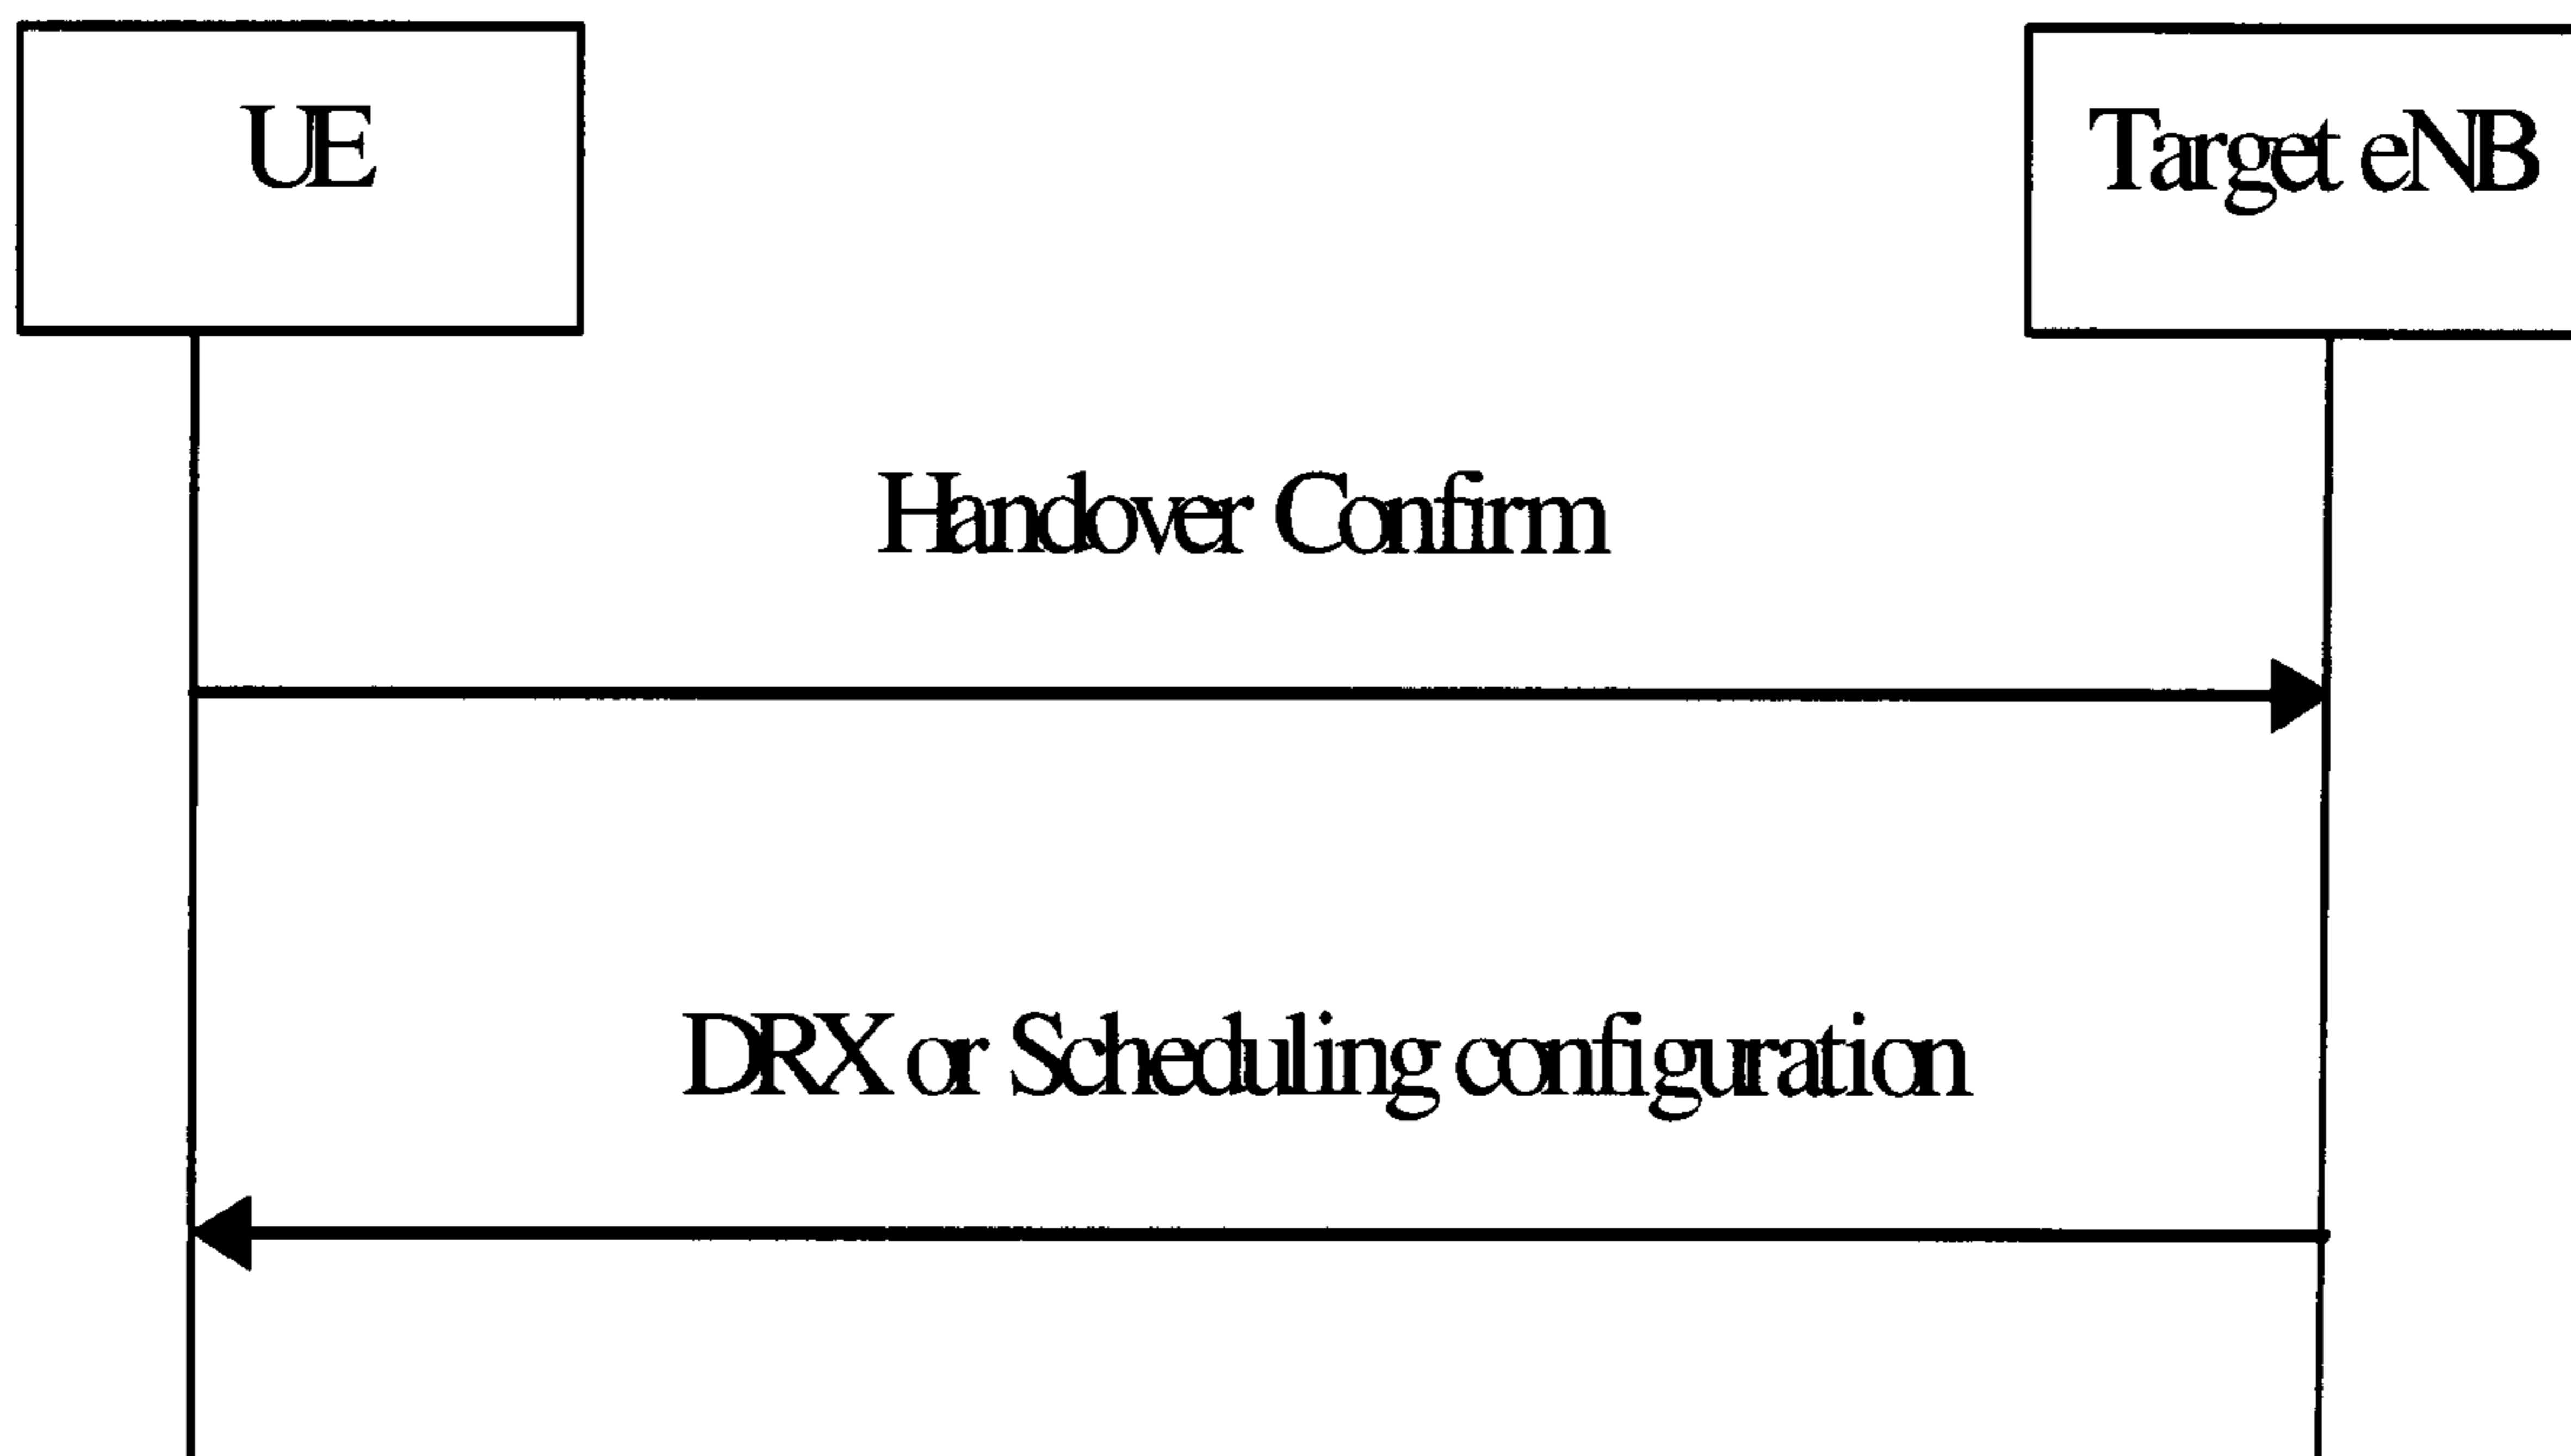 UE
Target eNB
Handover Confirm
DRX or Scheduling configuration